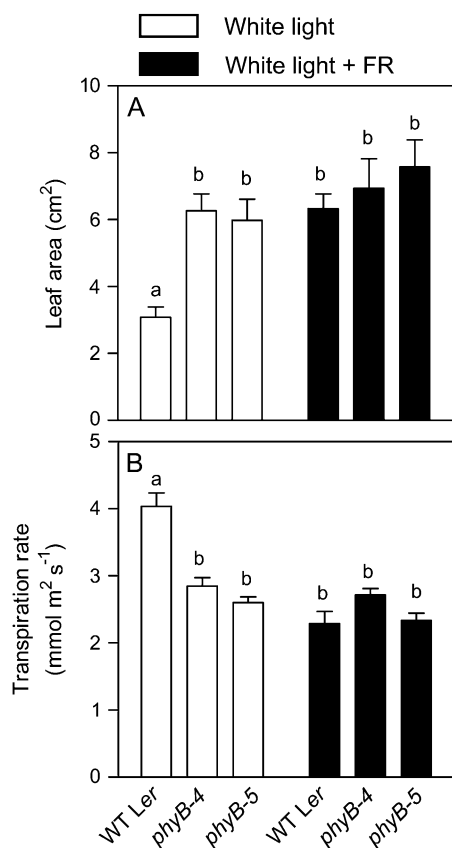 White light
White light + FR
A
Leaf area (cm²)
10
8
6
4
2
0
a
b
b
b
b
b
B
Transpiration rate
(mmol m² s⁻¹)
5
4
3
2
1
0
a
b
b
b
b
b
WT Ler
phyB-4
phyB-5
WT Ler
phyB-4
phyB-5